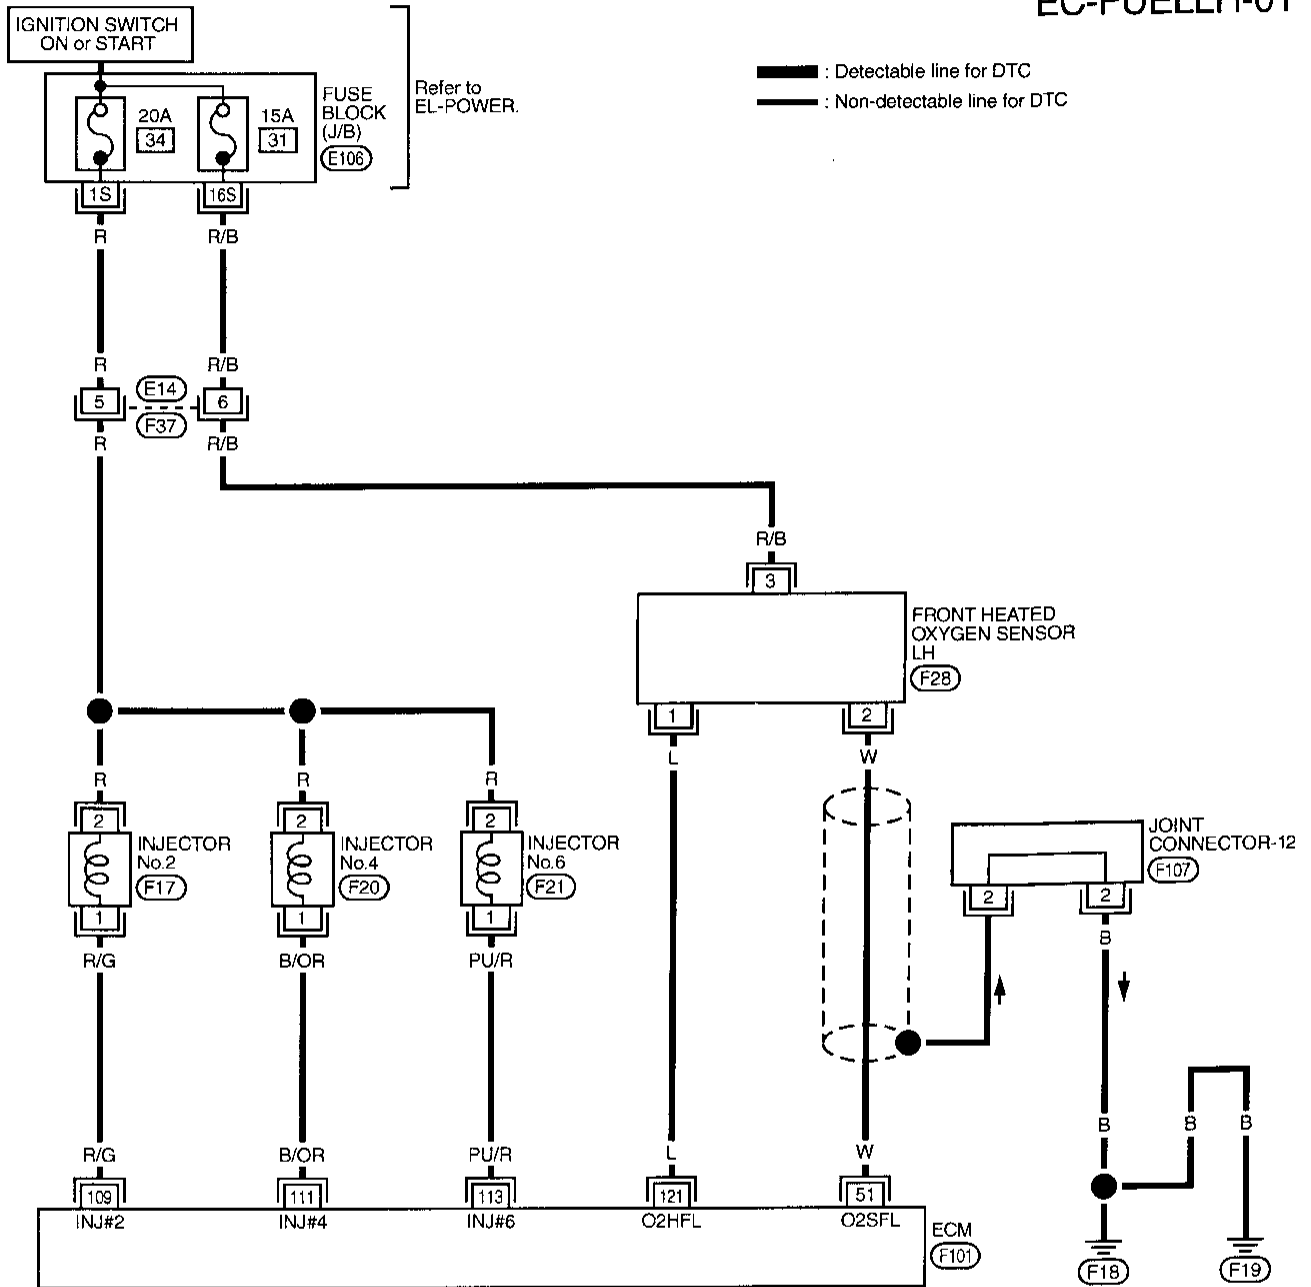 EC-FUELLH-01
IGNITION SWITCH
ON or START
Refer to
EL-POWER.
: Detectable line for DTC
: Non-detectable line for DTC
20A
34
15A
31
FUSE
BLOCK
(J/B)
E106
1S
16S
R
R/B
R
R/B
5
E14
F37
6
R
R/B
R/B
3
FRONT HEATED
OXYGEN SENSOR
LH
F28
1
2
L
W
R
R
R
2
INJECTOR
No.2
F17
1
2
INJECTOR
No.4
F20
1
2
INJECTOR
No.6
F21
1
JOINT
CONNECTOR-12
F107
2
2
B
R/G
B/OR
PU/R
R/G
B/OR
PU/R
L
W
B
B
B
109
111
113
121
51
INJ#2
INJ#4
INJ#6
O2HFL
O2SFL
ECM
F101
F18
F19